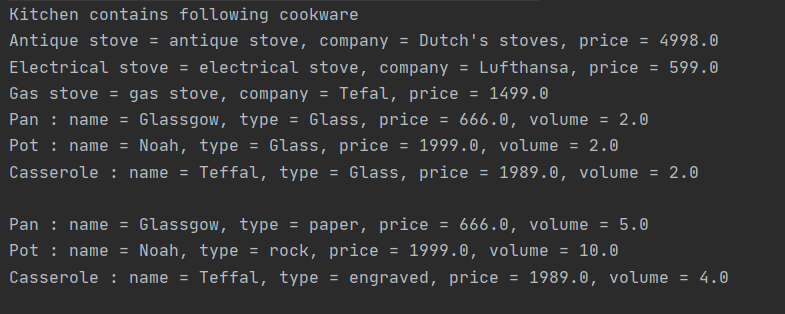 Kitchen contains following cookware
Antique stove = antique stove, company = Dutch's stoves, price = 4998.0
Electrical stove = electrical stove, company = Lufthansa, price = 599.0
Gas stove = gas stove, company = Tefal, price = 1499.0
Pan : name = Glassgow, type = Glass, price = 666.0, volume = 2.0
Pot : name = Noah, type = Glass, price = 1999.0, volume = 2.0
Casserole : name = Teffal, type = Glass, price = 1989.0, volume = 2.0
Pan : name = Glassgow, type = paper, price = 666.0, volume = 5.0
Pot : name = Noah, type = rock, price = 1999.0, volume = 10.0
Casserole : name = Teffal, type = engraved, price = 1989.0, volume = 4.0